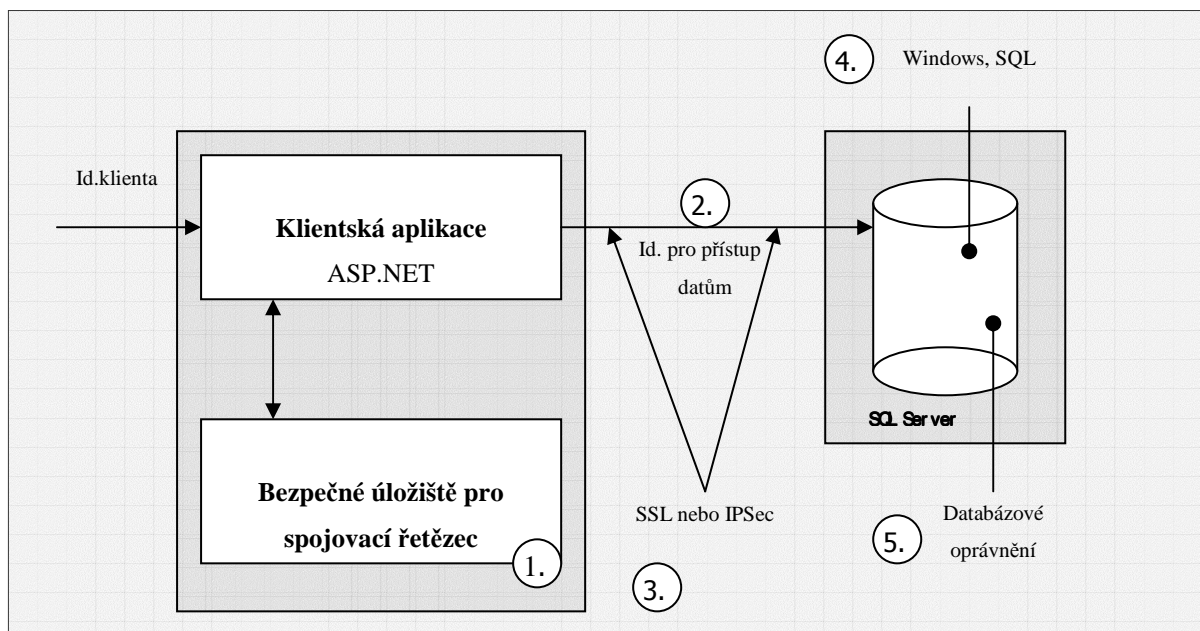 4.
Windows, SQL
Id.klienta
Klientská aplikace
ASP.NET
2.
Id. pro přístup
datům
SQL Server
Bezpečné úložiště pro
spojovací řetězec
1.
SSL nebo IPSec
3.
5.
Databázové
oprávnění